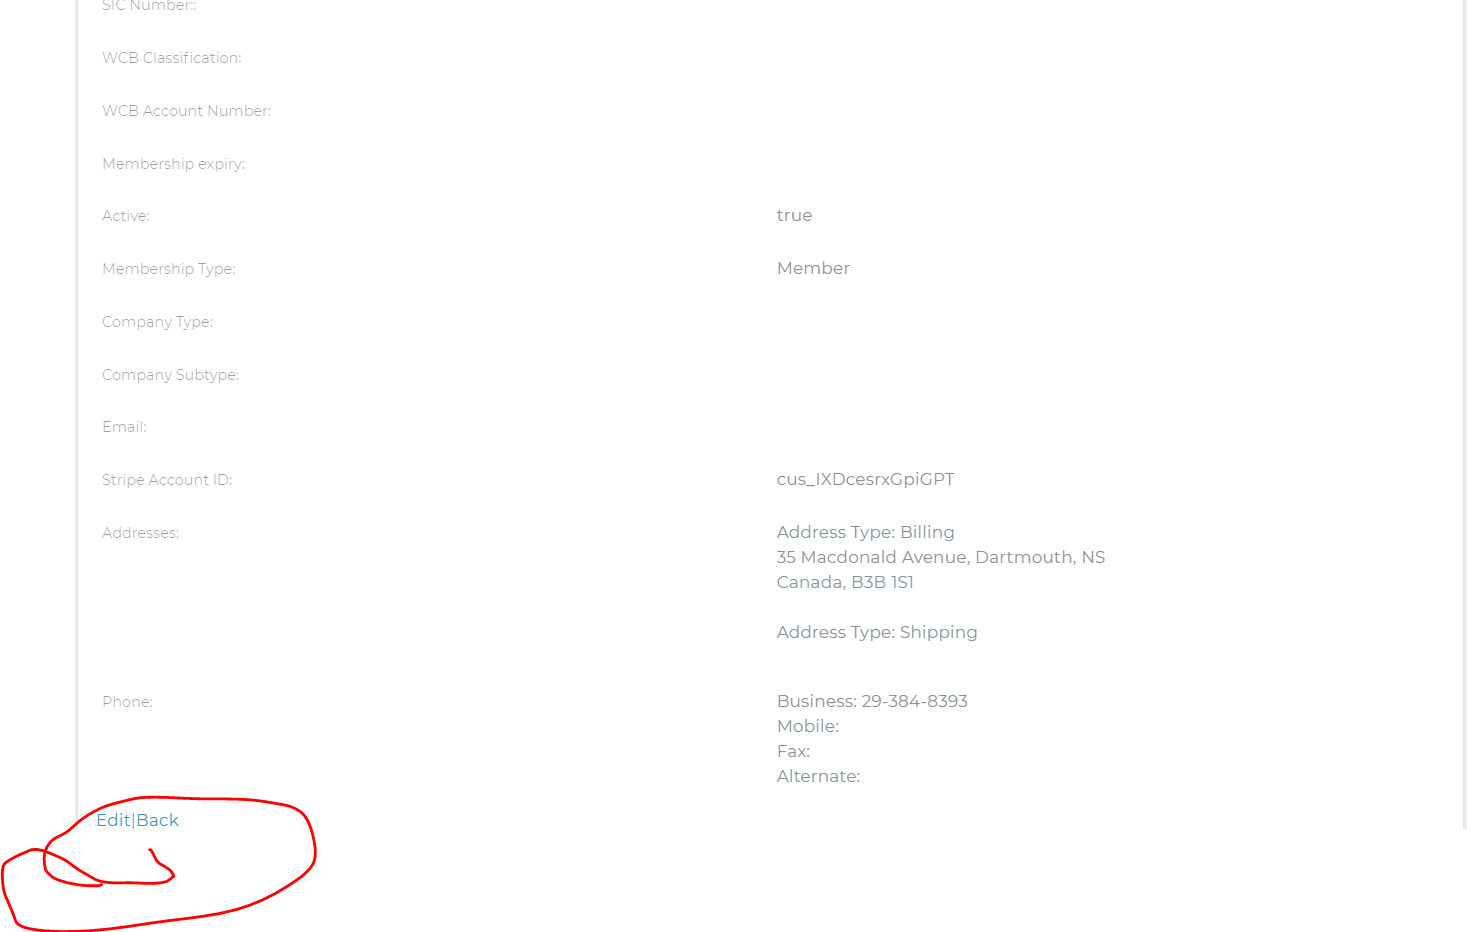 SIC Number::
WCB Classification:
WCB Account Number:
Membership expiry:
Active: true
Membership Type: Member
Company Type:
Company Subtype:
Email:
Stripe Account ID: cus_IXDcesrxGpiGPT
Addresses: Address Type: Billing
35 Macdonald Avenue, Dartmouth, NS
Canada, B3B 1S1
Address Type: Shipping
Phone: Business: 29-384-8393
Mobile:
Fax:
Alternate:
Edit|Back